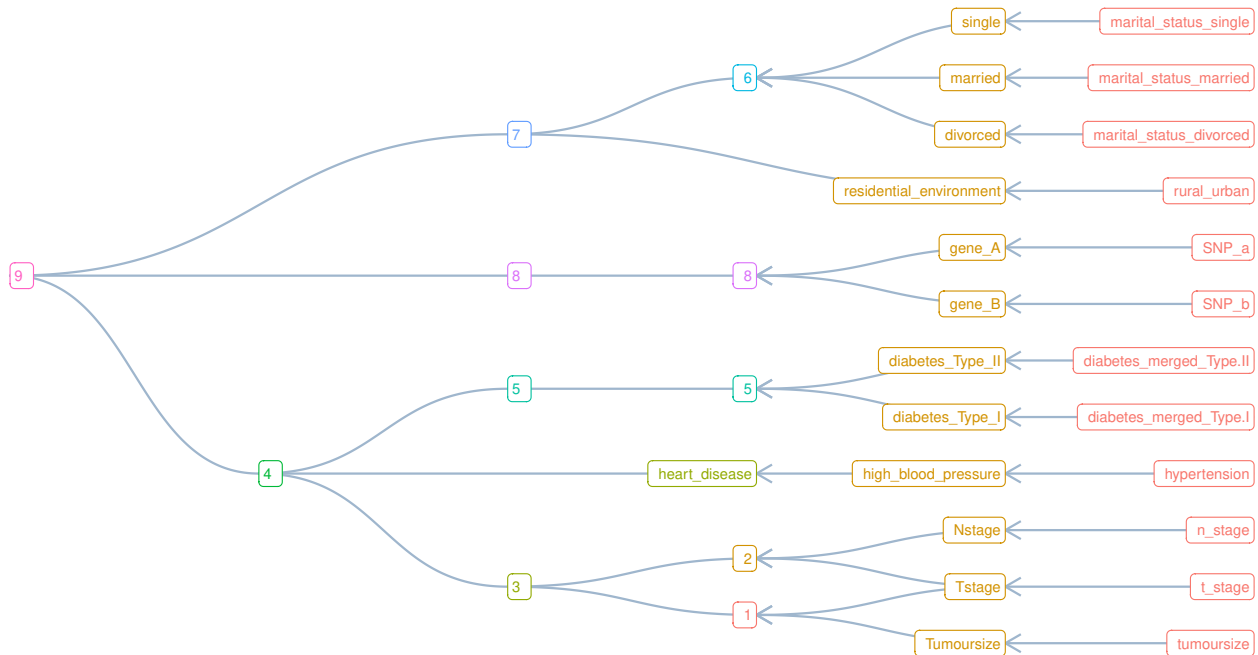 single marital_status_single
6 married marital_status_married
7 divorced marital_status_divorced
residential_environment rural_urban
gene_A SNP_a
9 8 8
gene_B SNP_b
diabetes_Type_II diabetes_merged_Type.II
5 5
diabetes_Type_I diabetes_merged_Type.I
4 heart_disease high_blood_pressure hypertension
Nstage n_stage
2
3 Tstage t_stage
1
Tumoursize tumoursize